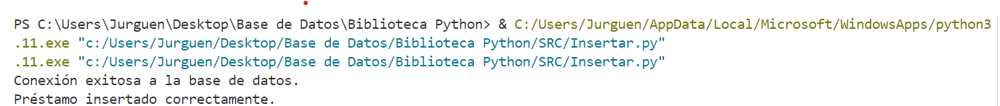 PS C:\Users\Jurguen\Desktop\Base de Datos\Biblioteca Python> & C:/Users/Jurguen/AppData/Local/Microsoft/WindowsApps/python3
.11.exe "c:/Users/Jurguen/Desktop/Base de Datos/Biblioteca Python/SRC/Insertar.py"
.11.exe "c:/Users/Jurguen/Desktop/Base de Datos/Biblioteca Python/SRC/Insertar.py"
Conexión exitosa a la base de datos.
Préstamo insertado correctamente.